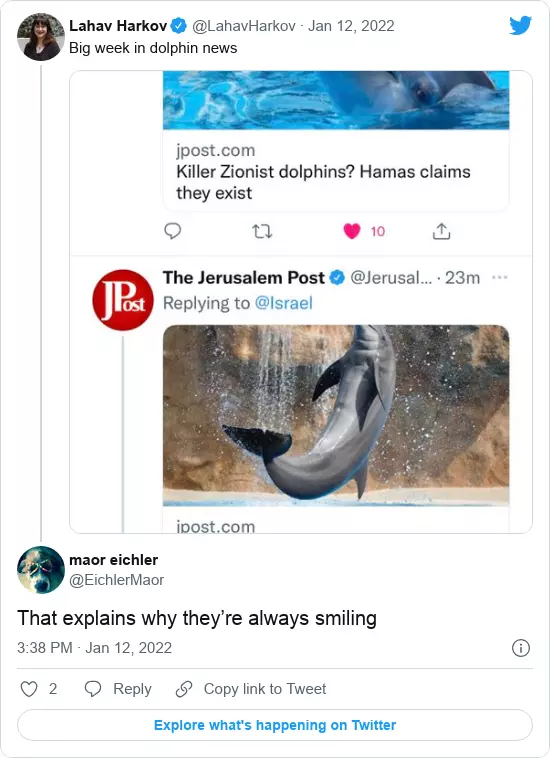 Lahav Harkov @LahavHarkov · Jan 12, 2022
Big week in dolphin news
jpost.com
Killer Zionist dolphins? Hamas claims
they exist
10
JPost
The Jerusalem Post @Jerusal... · 23m ···
Replying to @Israel
jpost.com
maor eichler
@EichlerMaor
That explains why they’re always smiling
3:38 PM · Jan 12, 2022
2 Reply Copy link to Tweet
Explore what's happening on Twitter